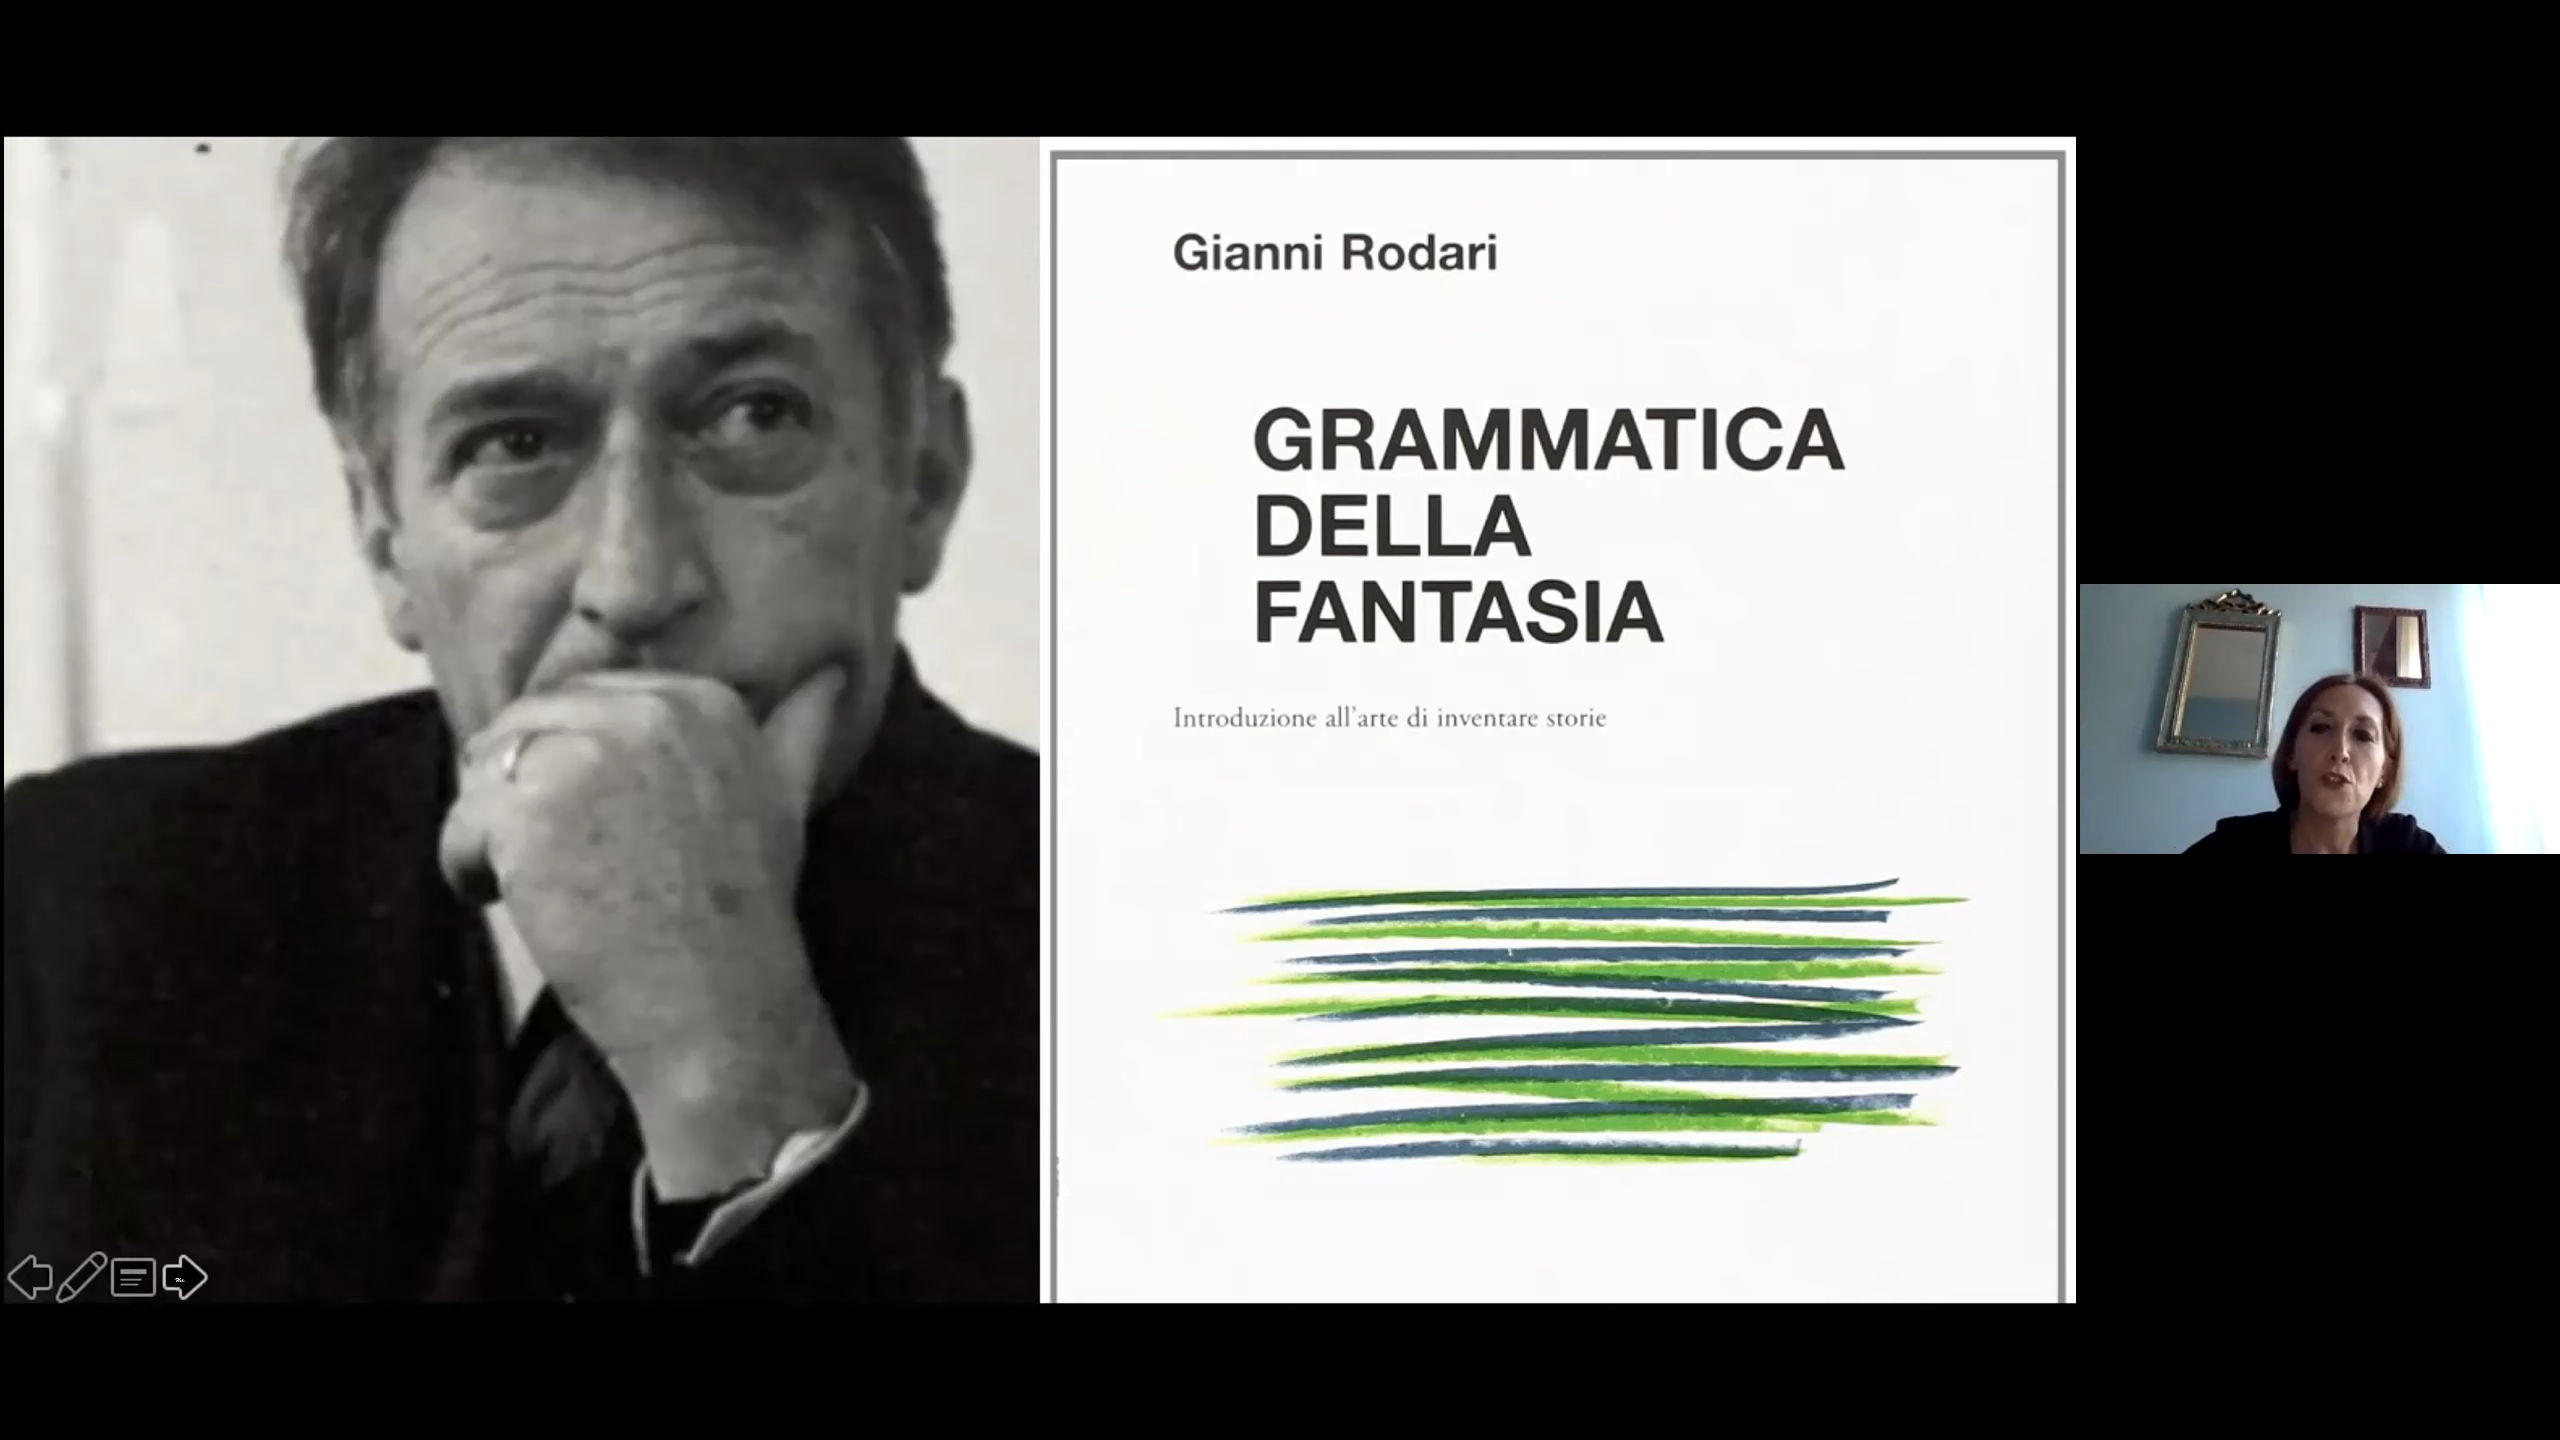 Gianni Rodari
GRAMMATICA
DELLA
FANTASIA
Introduzione all'arte di inventare storie